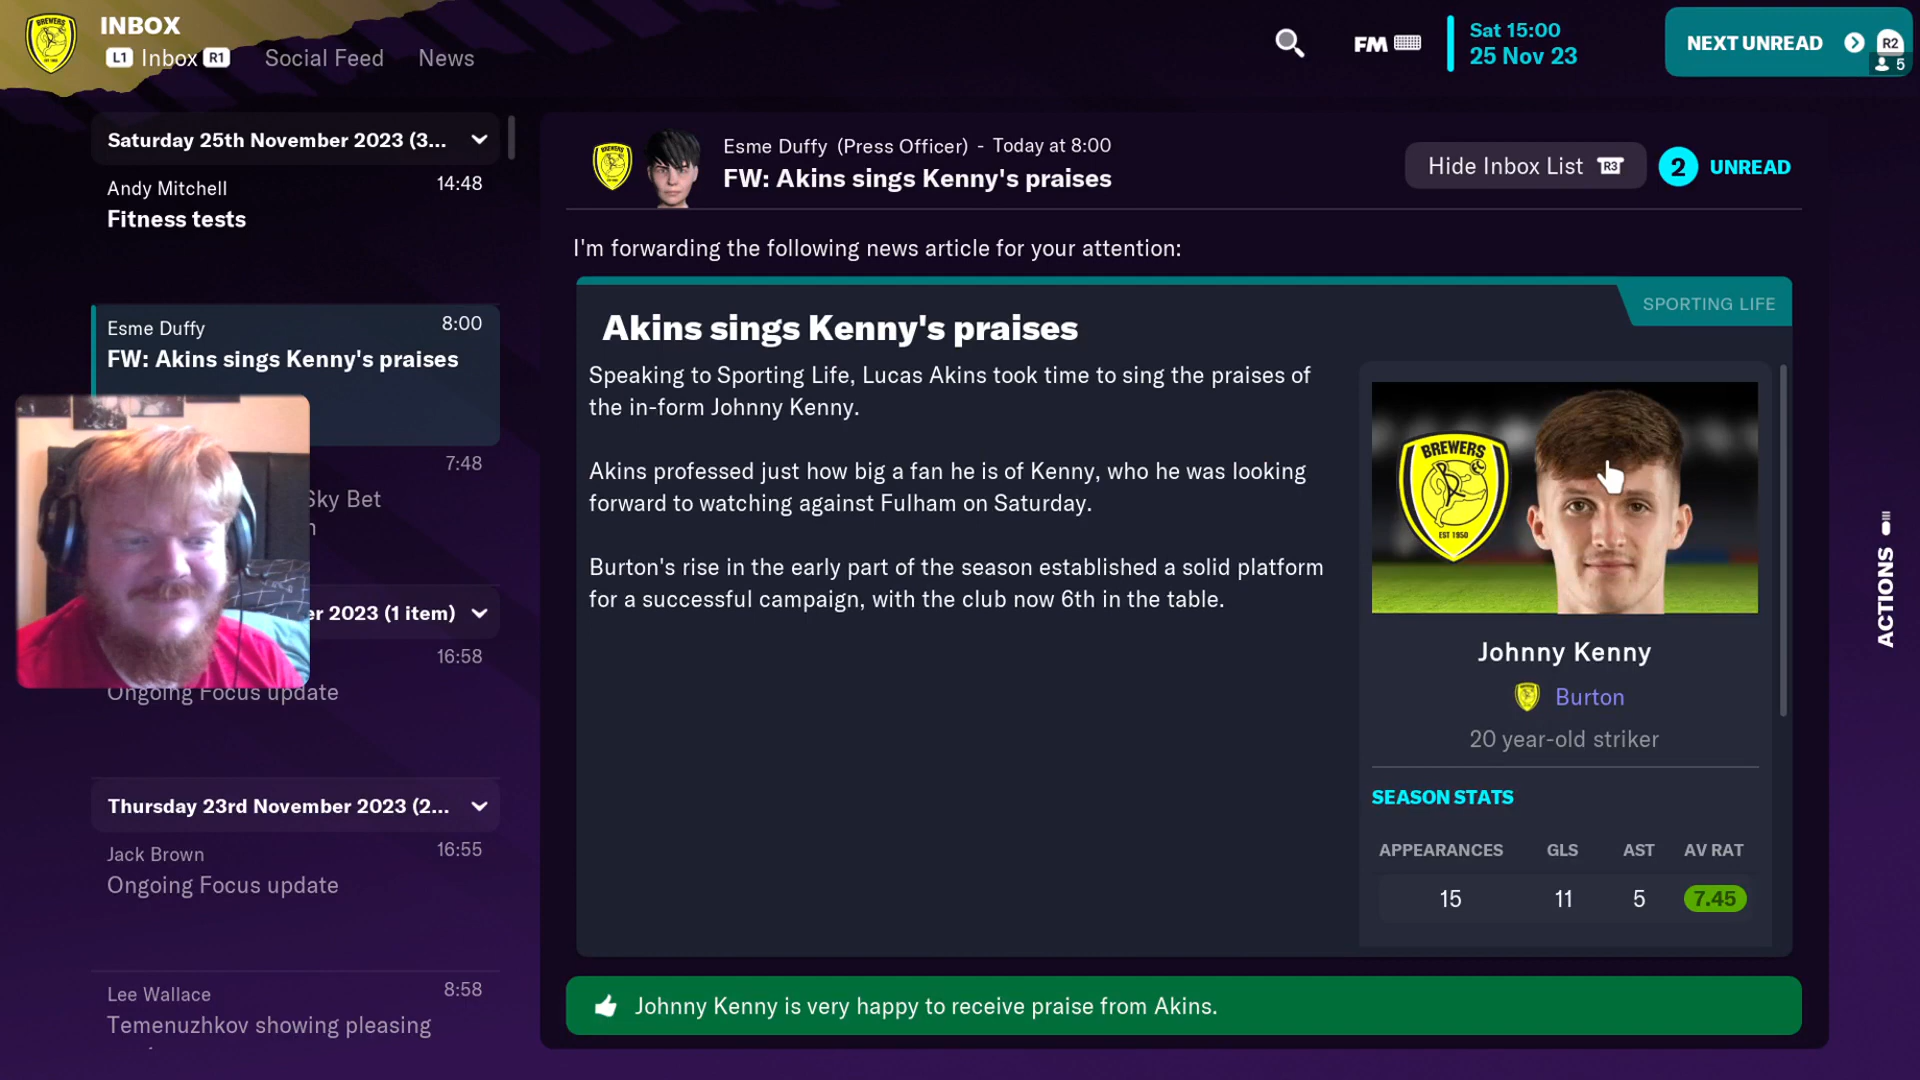 BREWERS
INBOX
L1 Inbox R1 Social Feed News
FM
Sat 15:00
25 Nov 23
NEXT UNREAD R2
5
Saturday 25th November 2023 (3...
Andy Mitchell 14:48
Fitness tests
Esme Duffy 8:00
FW: Akins sings Kenny's praises
7:48
Sky Bet
er 2023 (1 item)
16:58
Ongoing Focus update
Thursday 23rd November 2023 (2...
Jack Brown 16:55
Ongoing Focus update
Lee Wallace 8:58
Temenuzhkov showing pleasing
Esme Duffy (Press Officer) - Today at 8:00
FW: Akins sings Kenny's praises
Hide Inbox List R3
2 UNREAD
I'm forwarding the following news article for your attention:
SPORTING LIFE
Akins sings Kenny's praises
Speaking to Sporting Life, Lucas Akins took time to sing the praises of
the in-form Johnny Kenny.
Akins professed just how big a fan he is of Kenny, who he was looking
forward to watching against Fulham on Saturday.
Burton's rise in the early part of the season established a solid platform
for a successful campaign, with the club now 6th in the table.
BREWERS
EST 1950
Johnny Kenny
Burton
20 year-old striker
SEASON STATS
APPEARANCES GLS AST AV RAT
15 11 5 7.45
Johnny Kenny is very happy to receive praise from Akins.
ACTIONS